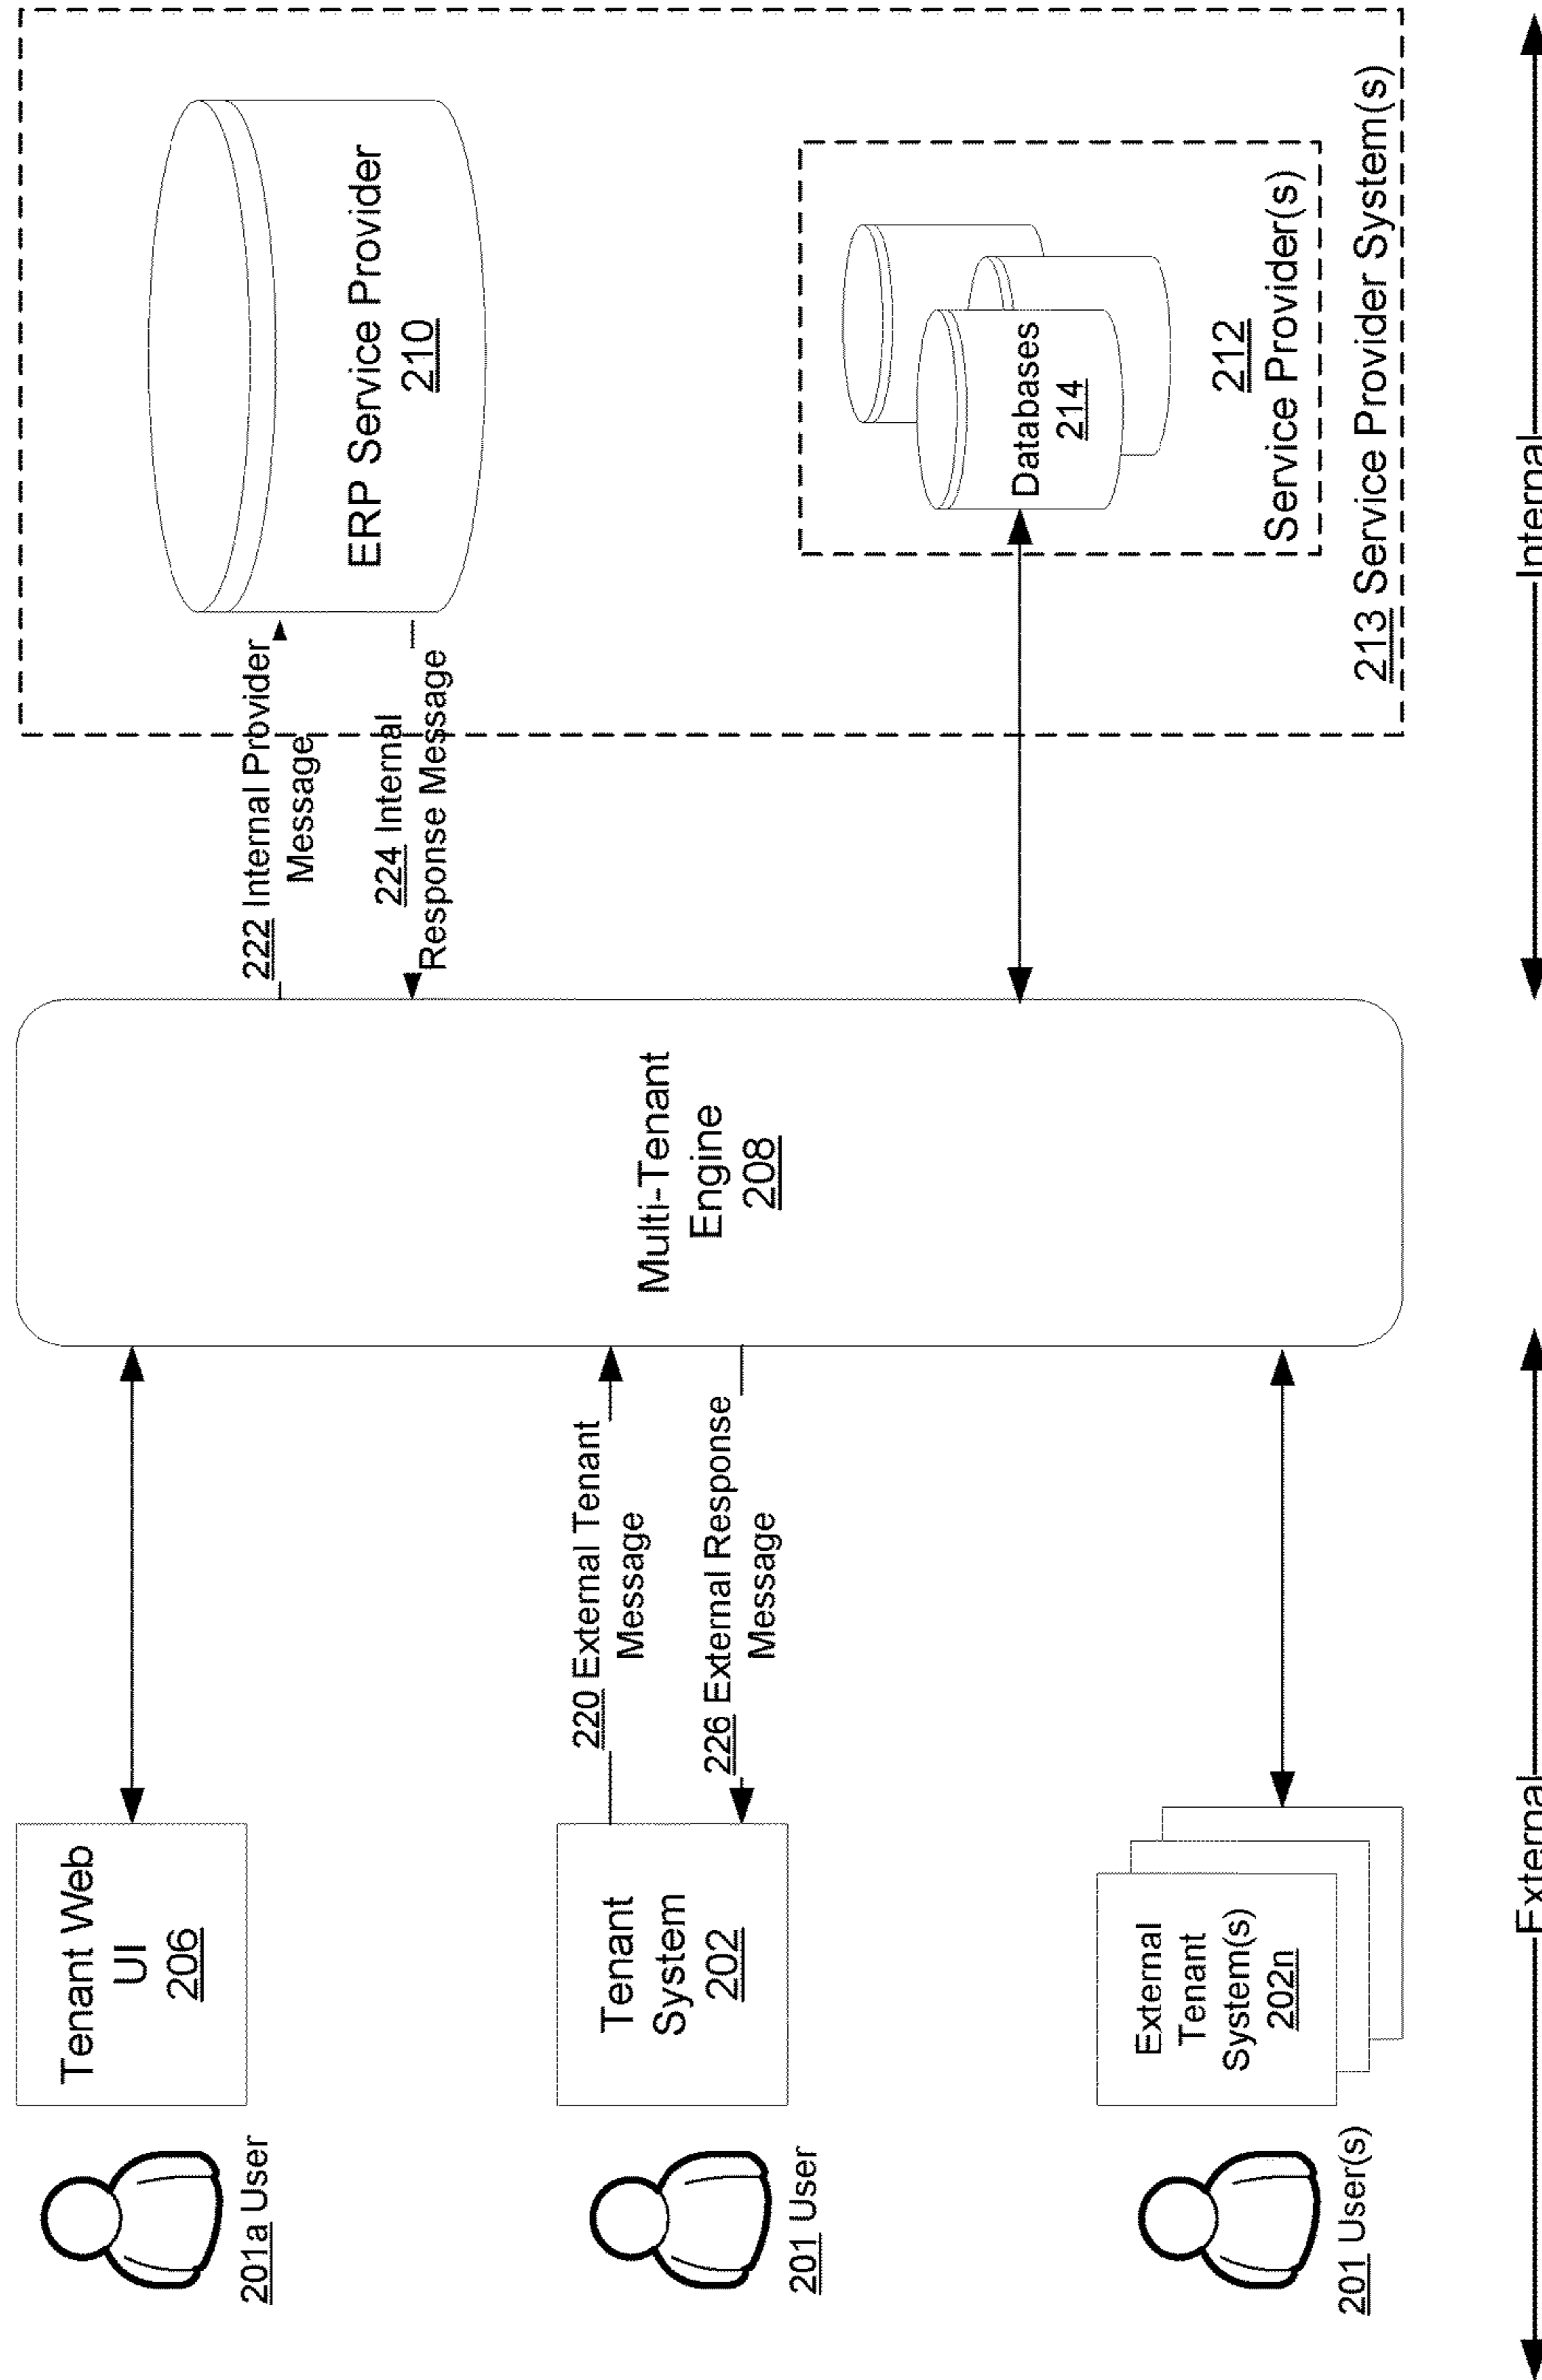 201a User
Tenant Web
UI
206
201 User
Tenant
System
202
220 External Tenant
Message
226 External Response
Message
201 User(s)
External
Tenant
System(s)
202n
Multi-Tenant
Engine
208
222 Internal Provider
Message
224 Internal
Response Message
ERP Service Provider
210
Databases
214
212
Service Provider(s)
213 Service Provider System(s)
External
Internal